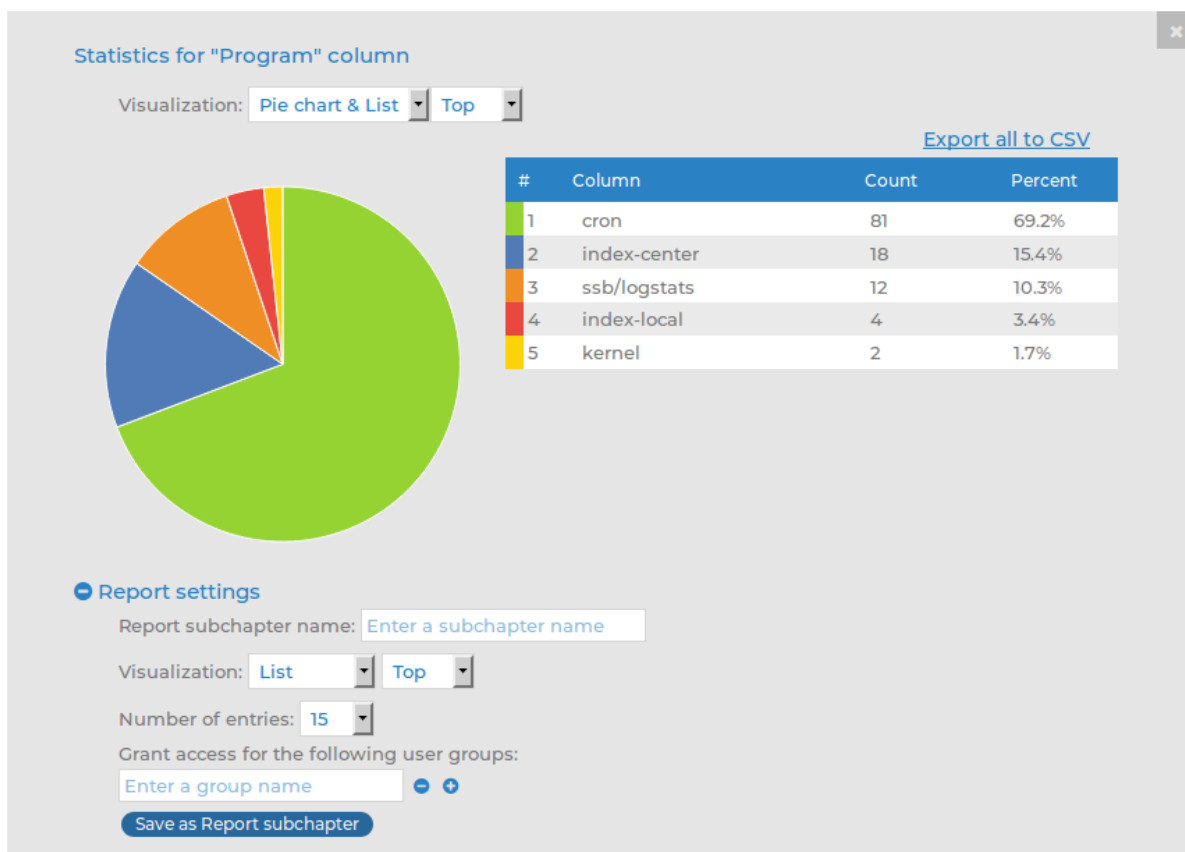 ×
Statistics for "Program" column
Visualization: Pie chart & List Top
Export all to CSV
# Column Count Percent
1 cron 81 69.2%
2 index-center 18 15.4%
3 ssb/logstats 12 10.3%
4 index-local 4 3.4%
5 kernel 2 1.7%
Report settings
Report subchapter name: Enter a subchapter name
Visualization: List Top
Number of entries: 15
Grant access for the following user groups:
Enter a group name
Save as Report subchapter